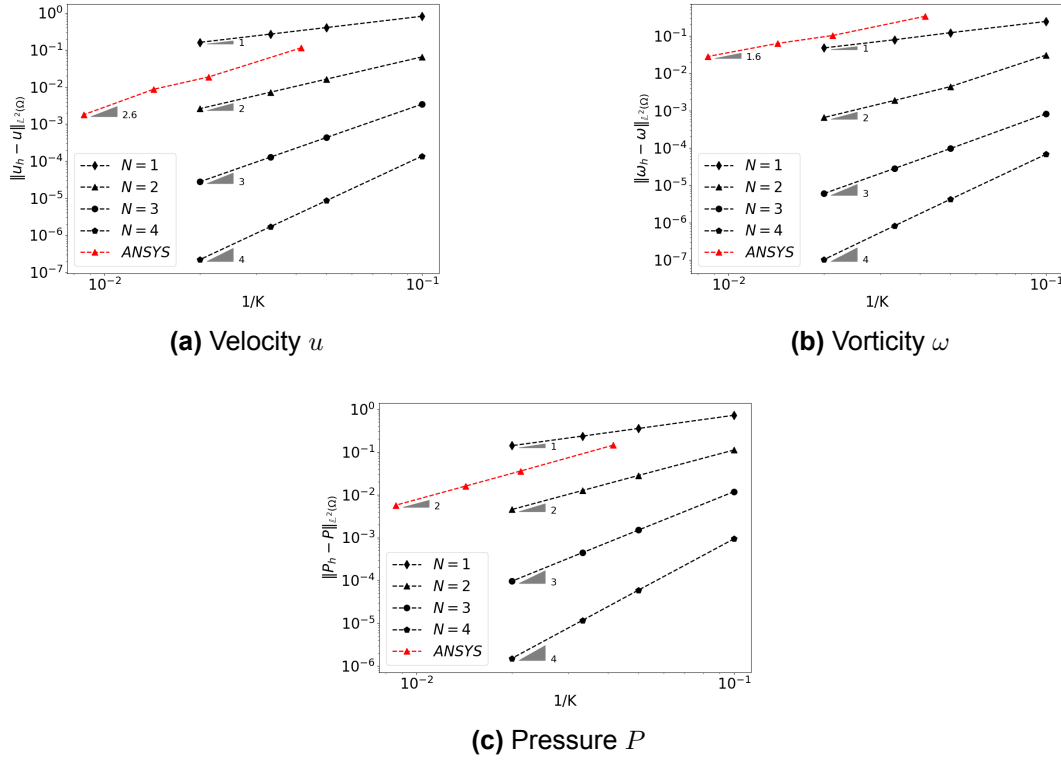 10⁰
10⁻¹
10⁻²
10⁻³
10⁻⁴
10⁻⁵
10⁻⁶
10⁻⁷
‖u_h − u‖_{L²(Ω)}
1
2.6
2
3
4
N = 1
N = 2
N = 3
N = 4
ANSYS
10⁻² 10⁻¹
1/K
(a) Velocity u
10⁰
10⁻¹
10⁻²
10⁻³
10⁻⁴
10⁻⁵
10⁻⁶
10⁻⁷
‖ω_h − ω‖_{L²(Ω)}
1.6
1
2
3
4
N = 1
N = 2
N = 3
N = 4
ANSYS
10⁻² 10⁻¹
1/K
(b) Vorticity ω
10⁰
10⁻¹
10⁻²
10⁻³
10⁻⁴
10⁻⁵
10⁻⁶
‖P_h − P‖_{L²(Ω)}
1
2
2
3
4
N = 1
N = 2
N = 3
N = 4
ANSYS
10⁻² 10⁻¹
1/K
(c) Pressure P